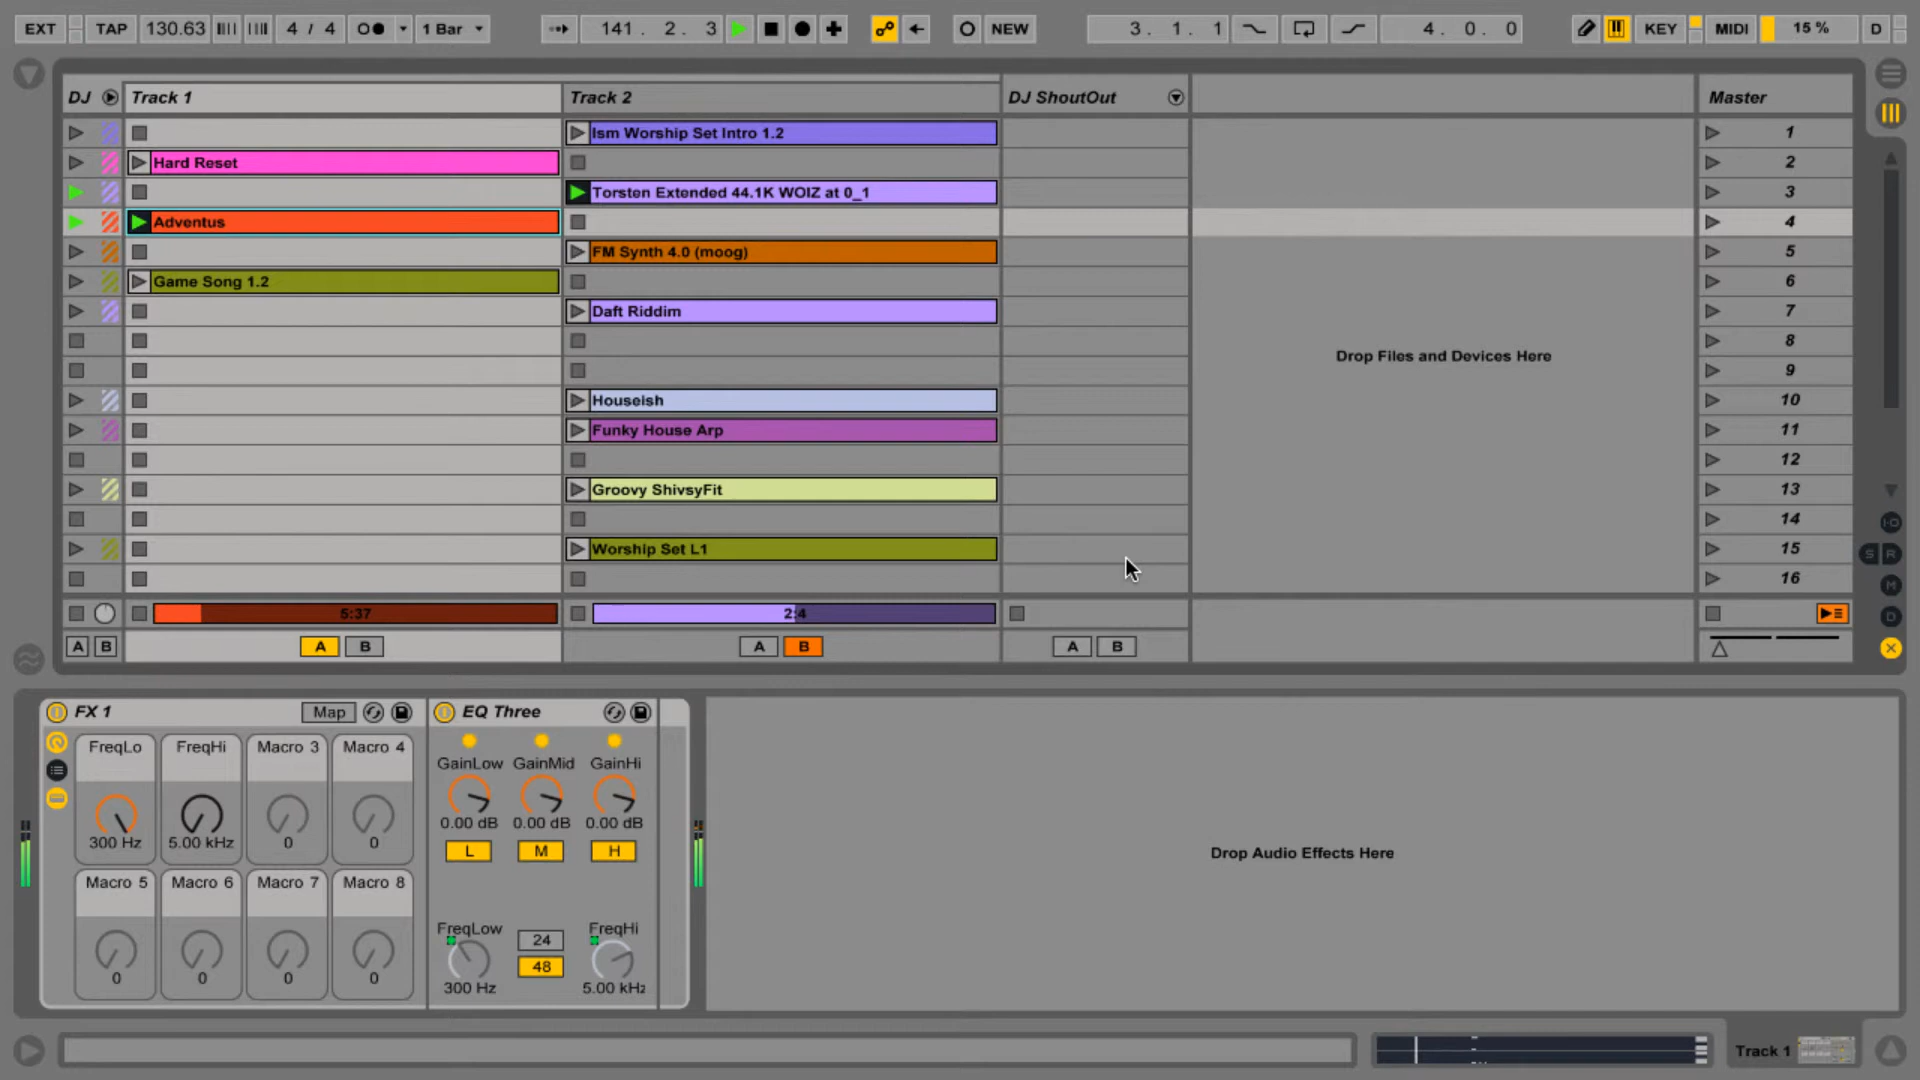 EXT TAP 130.63 4 / 4 1 Bar 141. 2. 3 NEW 3. 1. 1 4. 0. 0 KEY MIDI 15 % D
DJ Track 1 Track 2 DJ ShoutOut Master
Ism Worship Set Intro 1.2 1
Hard Reset 2
Torsten Extended 44.1K WOIZ at 0_1 3
Adventus 4
FM Synth 4.0 (moog) 5
Game Song 1.2 6
Daft Riddim 7
8
Drop Files and Devices Here
9
Houseish 10
Funky House Arp 11
12
Groovy ShivsyFit 13
14
I-O
Worship Set L1 15
S R
16
M
5:37 2:4
D
A B A B A B A B
FX 1 Map EQ Three
FreqLo FreqHi Macro 3 Macro 4
GainLow GainMid GainHi
300 Hz 5.00 kHz 0 0
0.00 dB 0.00 dB 0.00 dB
L M H
Drop Audio Effects Here
Macro 5 Macro 6 Macro 7 Macro 8
FreqLow FreqHi
24
48
0 0 0 0
300 Hz 5.00 kHz
Track 1